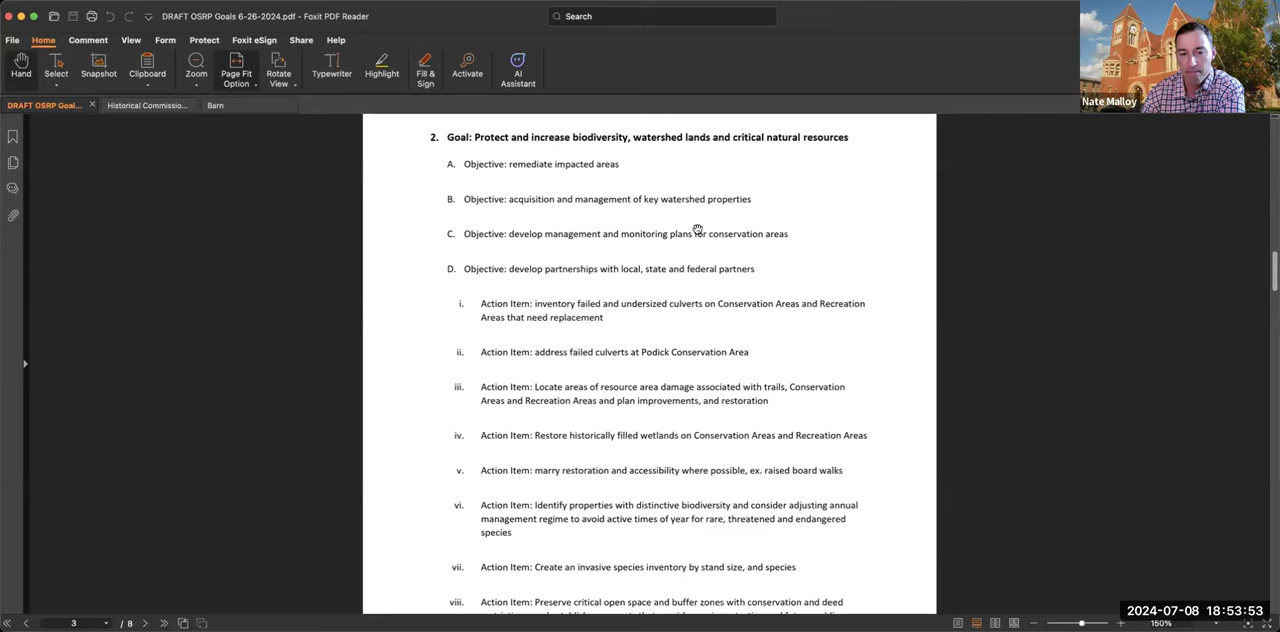 DRAFT OSRP Goals 6-26-2024.pdf - Foxit PDF Reader
Search
File Home Comment View Form Protect Foxit eSign Share Help
Hand Select Snapshot Clipboard Zoom Page Fit Option Rotate View Typewriter Highlight Fill & Sign Activate AI Assistant
Nate Malloy
DRAFT OSRP Goal... Historical Commissio... Barn
2. Goal: Protect and increase biodiversity, watershed lands and critical natural resources
A. Objective: remediate impacted areas
B. Objective: acquisition and management of key watershed properties
C. Objective: develop management and monitoring plans for conservation areas
D. Objective: develop partnerships with local, state and federal partners
i. Action Item: inventory failed and undersized culverts on Conservation Areas and Recreation
Areas that need replacement
ii. Action Item: address failed culverts at Podick Conservation Area
iii. Action Item: Locate areas of resource area damage associated with trails, Conservation
Areas and Recreation Areas and plan improvements, and restoration
iv. Action Item: Restore historically filled wetlands on Conservation Areas and Recreation Areas
v. Action Item: marry restoration and accessibility where possible, ex. raised board walks
vi. Action Item: Identify properties with distinctive biodiversity and consider adjusting annual
management regime to avoid active times of year for rare, threatened and endangered
species
vii. Action Item: Create an invasive species inventory by stand size, and species
viii. Action Item: Preserve critical open space and buffer zones with conservation and deed
2024-07-08 18:53:53
3 / 8
150%